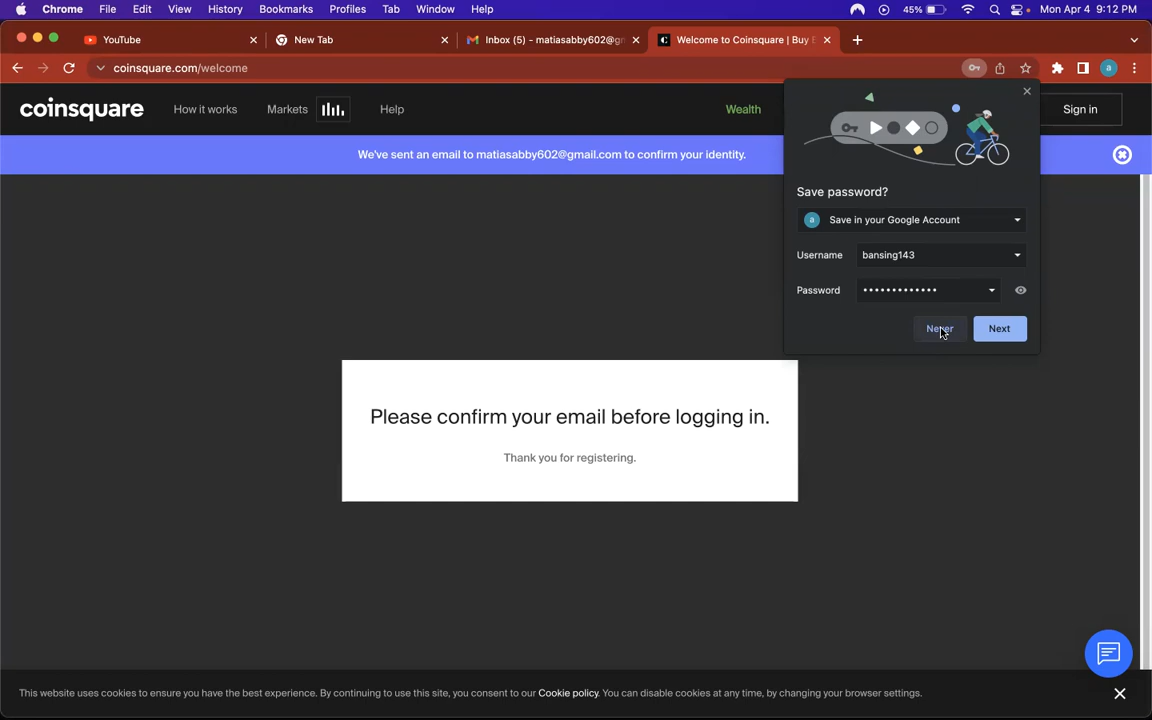 Chrome File Edit View History Bookmarks Profiles Tab Window Help 45% Mon Apr 4 9:12 PM
YouTube New Tab Inbox (5) - matiasabby602@g Welcome to Coinsquare | Buy
coinsquare.com/welcome a
coinsquare How it works Markets Help Wealth Sign in
We've sent an email to matiasabby602@gmail.com to confirm your identity.
Save password?
a Save in your Google Account
Username bansing143
Password •••••••••••••
Never Next
Please confirm your email before logging in.
Thank you for registering.
This website uses cookies to ensure you have the best experience. By continuing to use this site, you consent to our Cookie policy. You can disable cookies at any time, by changing your browser settings.